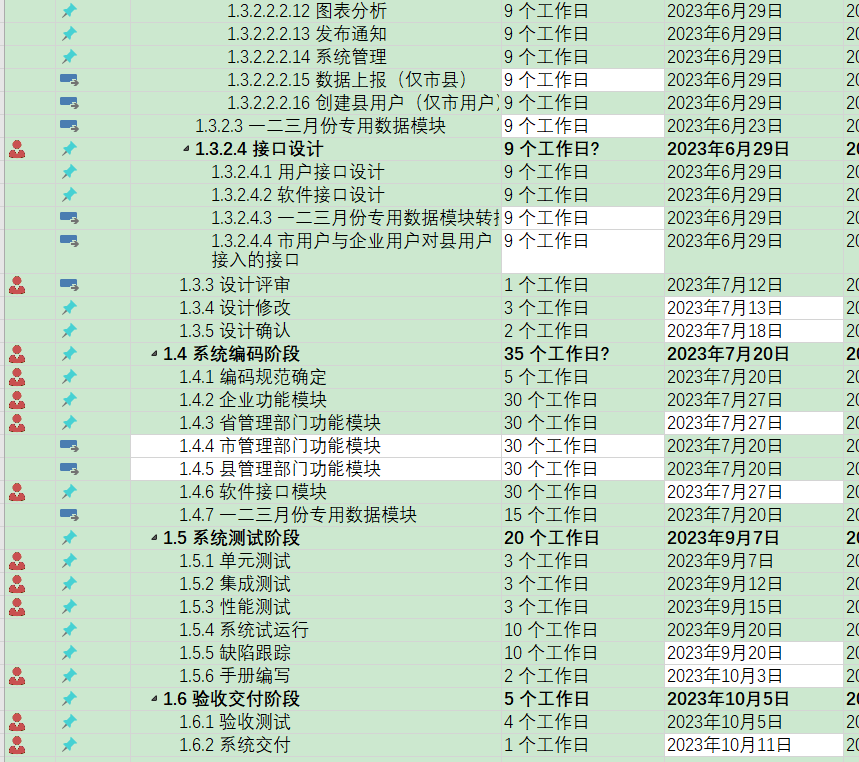 1.3.2.2.2.12 图表分析 9 个工作日 2023年6月29日 20
1.3.2.2.2.13 发布通知 9 个工作日 2023年6月29日 20
1.3.2.2.2.14 系统管理 9 个工作日 2023年6月29日 20
1.3.2.2.2.15 数据上报（仅市县） 9 个工作日 2023年6月29日 20
1.3.2.2.2.16 创建县用户（仅市用户） 9 个工作日 2023年6月29日 20
1.3.2.3 一二三月份专用数据模块 9 个工作日 2023年6月23日 20
1.3.2.4 接口设计 9 个工作日? 2023年6月29日 20
1.3.2.4.1 用户接口设计 9 个工作日 2023年6月29日 20
1.3.2.4.2 软件接口设计 9 个工作日 2023年6月29日 20
1.3.2.4.3 一二三月份专用数据模块转 9 个工作日 2023年6月29日 20
1.3.2.4.4 市用户与企业用户对县用户 9 个工作日 2023年6月29日 20
接入的接口
1.3.3 设计评审 1 个工作日 2023年7月12日 20
1.3.4 设计修改 3 个工作日 2023年7月13日 20
1.3.5 设计确认 2 个工作日 2023年7月18日 20
1.4 系统编码阶段 35 个工作日? 2023年7月20日 20
1.4.1 编码规范确定 5 个工作日 2023年7月20日 20
1.4.2 企业功能模块 30 个工作日 2023年7月27日 20
1.4.3 省管理部门功能模块 30 个工作日 2023年7月27日 20
1.4.4 市管理部门功能模块 30 个工作日 2023年7月20日 20
1.4.5 县管理部门功能模块 30 个工作日 2023年7月20日 20
1.4.6 软件接口模块 30 个工作日 2023年7月27日 20
1.4.7 一二三月份专用数据模块 15 个工作日 2023年7月20日 20
1.5 系统测试阶段 20 个工作日 2023年9月7日 20
1.5.1 单元测试 3 个工作日 2023年9月7日 20
1.5.2 集成测试 3 个工作日 2023年9月12日 20
1.5.3 性能测试 3 个工作日 2023年9月15日 20
1.5.4 系统试运行 10 个工作日 2023年9月20日 20
1.5.5 缺陷跟踪 10 个工作日 2023年9月20日 20
1.5.6 手册编写 2 个工作日 2023年10月3日 20
1.6 验收交付阶段 5 个工作日 2023年10月5日 20
1.6.1 验收测试 4 个工作日 2023年10月5日 20
1.6.2 系统交付 1 个工作日 2023年10月11日 20